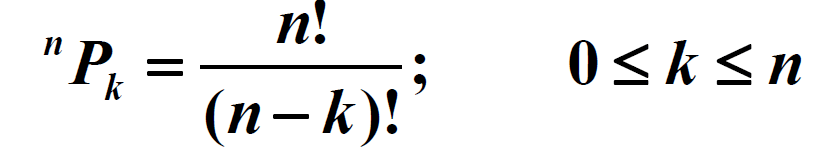 ⁿPₖ = n! / (n − k)! ; 0 ≤ k ≤ n